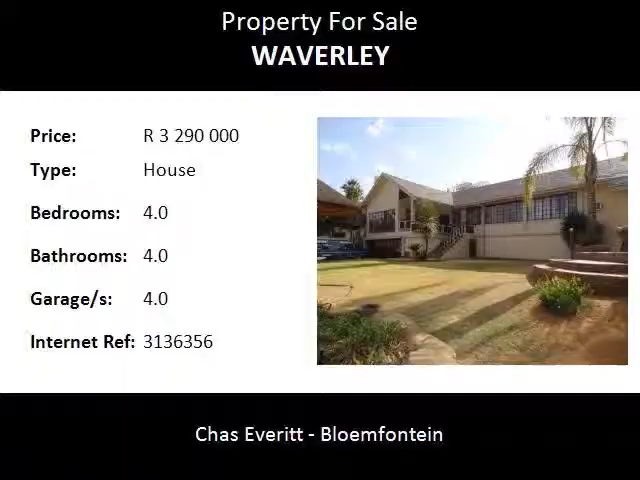 Property For Sale
WAVERLEY
Price: R 3 290 000
Type: House
Bedrooms: 4.0
Bathrooms: 4.0
Garage/s: 4.0
Internet Ref: 3136356
Chas Everitt - Bloemfontein